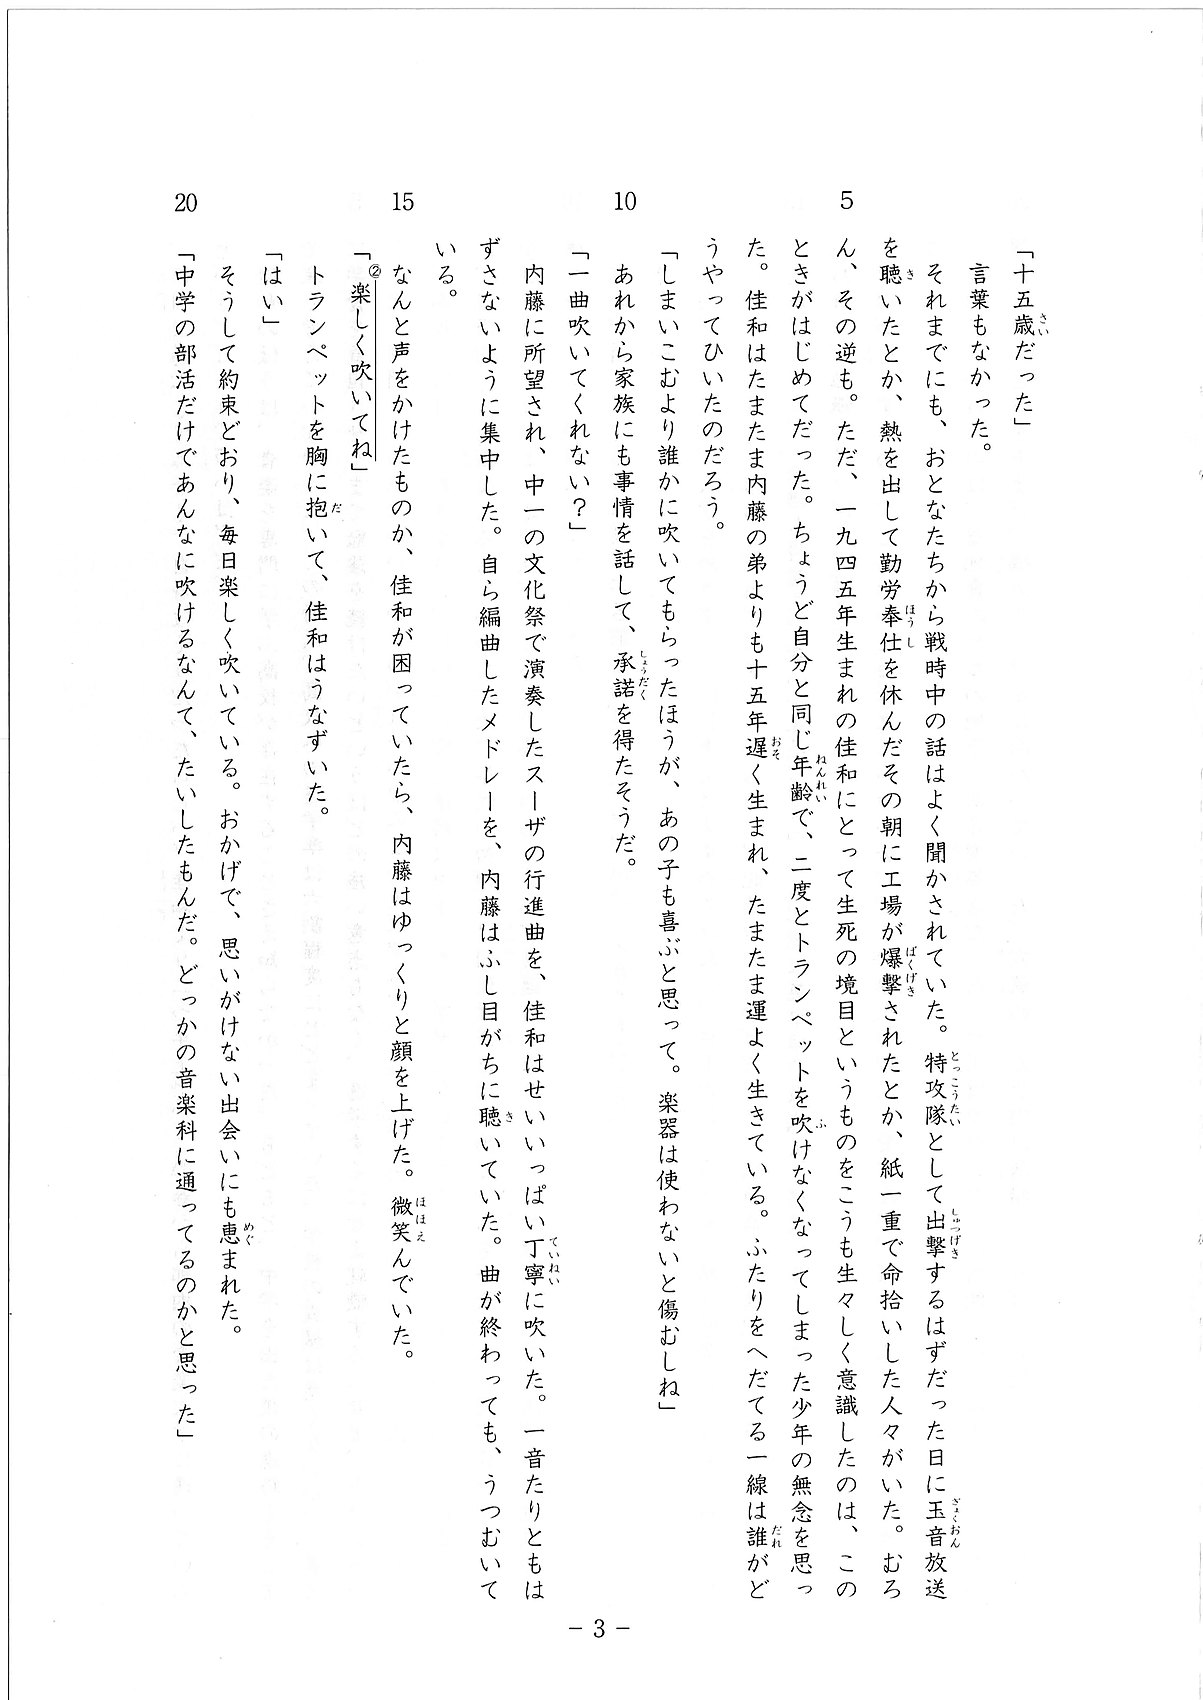 「十五歳だった」
言葉もなかった。
それまでにも、おとなたちから戦時中の話はよく聞かされていた。特攻隊として出撃するはずだった日に玉音放送
を聴いたとか、熱を出して勤労奉仕を休んだその朝に工場が爆撃されたとか、紙一重で命拾いした人々がいた。むろ
ん、その逆も。ただ、一九四五年生まれの佳和にとって生死の境目というものをこうも生々しく意識したのは、この
ときがはじめてだった。ちょうど自分と同じ年齢で、二度とトランペットを吹けなくなってしまった少年の無念を思っ
た。佳和はたまたま内藤の弟よりも十五年遅く生まれ、たまたま運よく生きている。ふたりをへだてる一線は誰がど
うやってひいたのだろう。
「しまいこむより誰かに吹いてもらったほうが、あの子も喜ぶと思って。楽器は使わないと傷むしね」
あれから家族にも事情を話して、承諾を得たそうだ。
「一曲吹いてくれない？」
内藤に所望され、中一の文化祭で演奏したスーザの行進曲を、佳和はせいいっぱい丁寧に吹いた。一音たりともは
ずさないように集中した。自ら編曲したメドレーを、内藤はふし目がちに聴いていた。曲が終わっても、うつむいて
いる。
なんと声をかけたものか、佳和が困っていたら、内藤はゆっくりと顔を上げた。微笑んでいた。
「②楽しく吹いてね」
トランペットを胸に抱いて、佳和はうなずいた。
「はい」
そうして約束どおり、毎日楽しく吹いている。おかげで、思いがけない出会いにも恵まれた。
「中学の部活だけであんなに吹けるなんて、たいしたもんだ。どっかの音楽科に通ってるのかと思った」
5
10
15
20
－3－